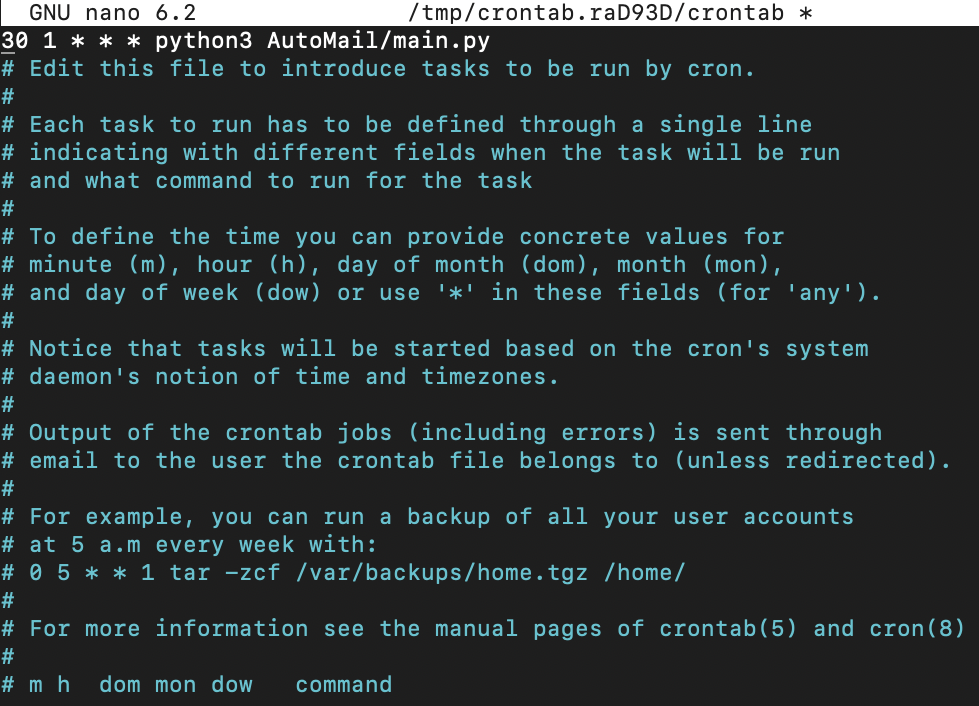 GNU nano 6.2 /tmp/crontab.raD93D/crontab *
30 1 * * * python3 AutoMail/main.py
# Edit this file to introduce tasks to be run by cron.
#
# Each task to run has to be defined through a single line
# indicating with different fields when the task will be run
# and what command to run for the task
#
# To define the time you can provide concrete values for
# minute (m), hour (h), day of month (dom), month (mon),
# and day of week (dow) or use '*' in these fields (for 'any').
#
# Notice that tasks will be started based on the cron's system
# daemon's notion of time and timezones.
#
# Output of the crontab jobs (including errors) is sent through
# email to the user the crontab file belongs to (unless redirected).
#
# For example, you can run a backup of all your user accounts
# at 5 a.m every week with:
# 0 5 * * 1 tar -zcf /var/backups/home.tgz /home/
#
# For more information see the manual pages of crontab(5) and cron(8)
#
# m h  dom mon dow   command